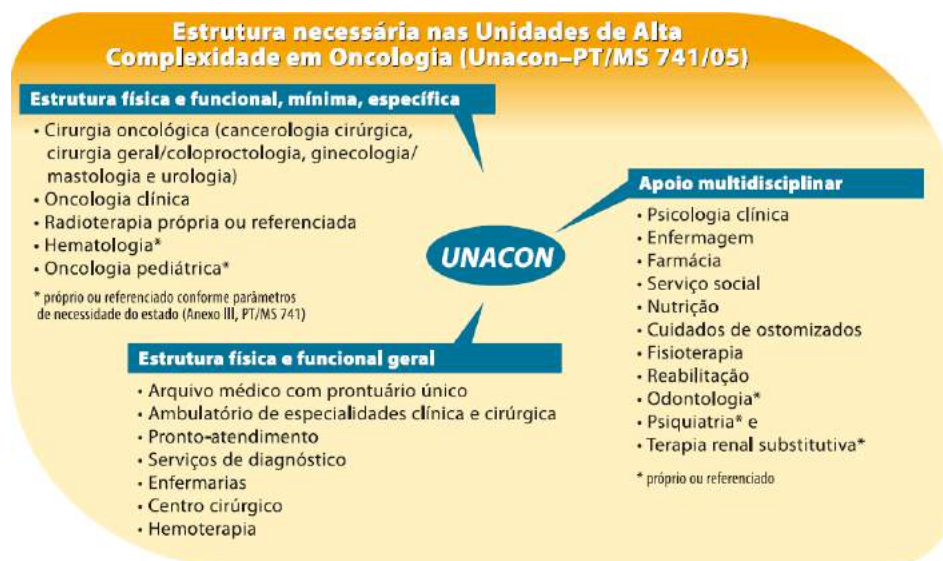 Estrutura necessária nas Unidades de Alta
Complexidade em Oncologia (Unacon–PT/MS 741/05)
Estrutura física e funcional, mínima, específica
• Cirurgia oncológica (cancerologia cirúrgica,
cirurgia geral/coloproctologia, ginecologia/
mastologia e urologia)
• Oncologia clínica
• Radioterapia própria ou referenciada
• Hematologia*
• Oncologia pediátrica*
* próprio ou referenciado conforme parâmetros
de necessidade do estado (Anexo III, PT/MS 741)
UNACON
Apoio multidisciplinar
• Psicologia clínica
• Enfermagem
• Farmácia
• Serviço social
• Nutrição
• Cuidados de ostomizados
• Fisioterapia
• Reabilitação
• Odontologia*
• Psiquiatria* e
• Terapia renal substitutiva*
* próprio ou referenciado
Estrutura física e funcional geral
• Arquivo médico com prontuário único
• Ambulatório de especialidades clínica e cirúrgica
• Pronto-atendimento
• Serviços de diagnóstico
• Enfermarias
• Centro cirúrgico
• Hemoterapia